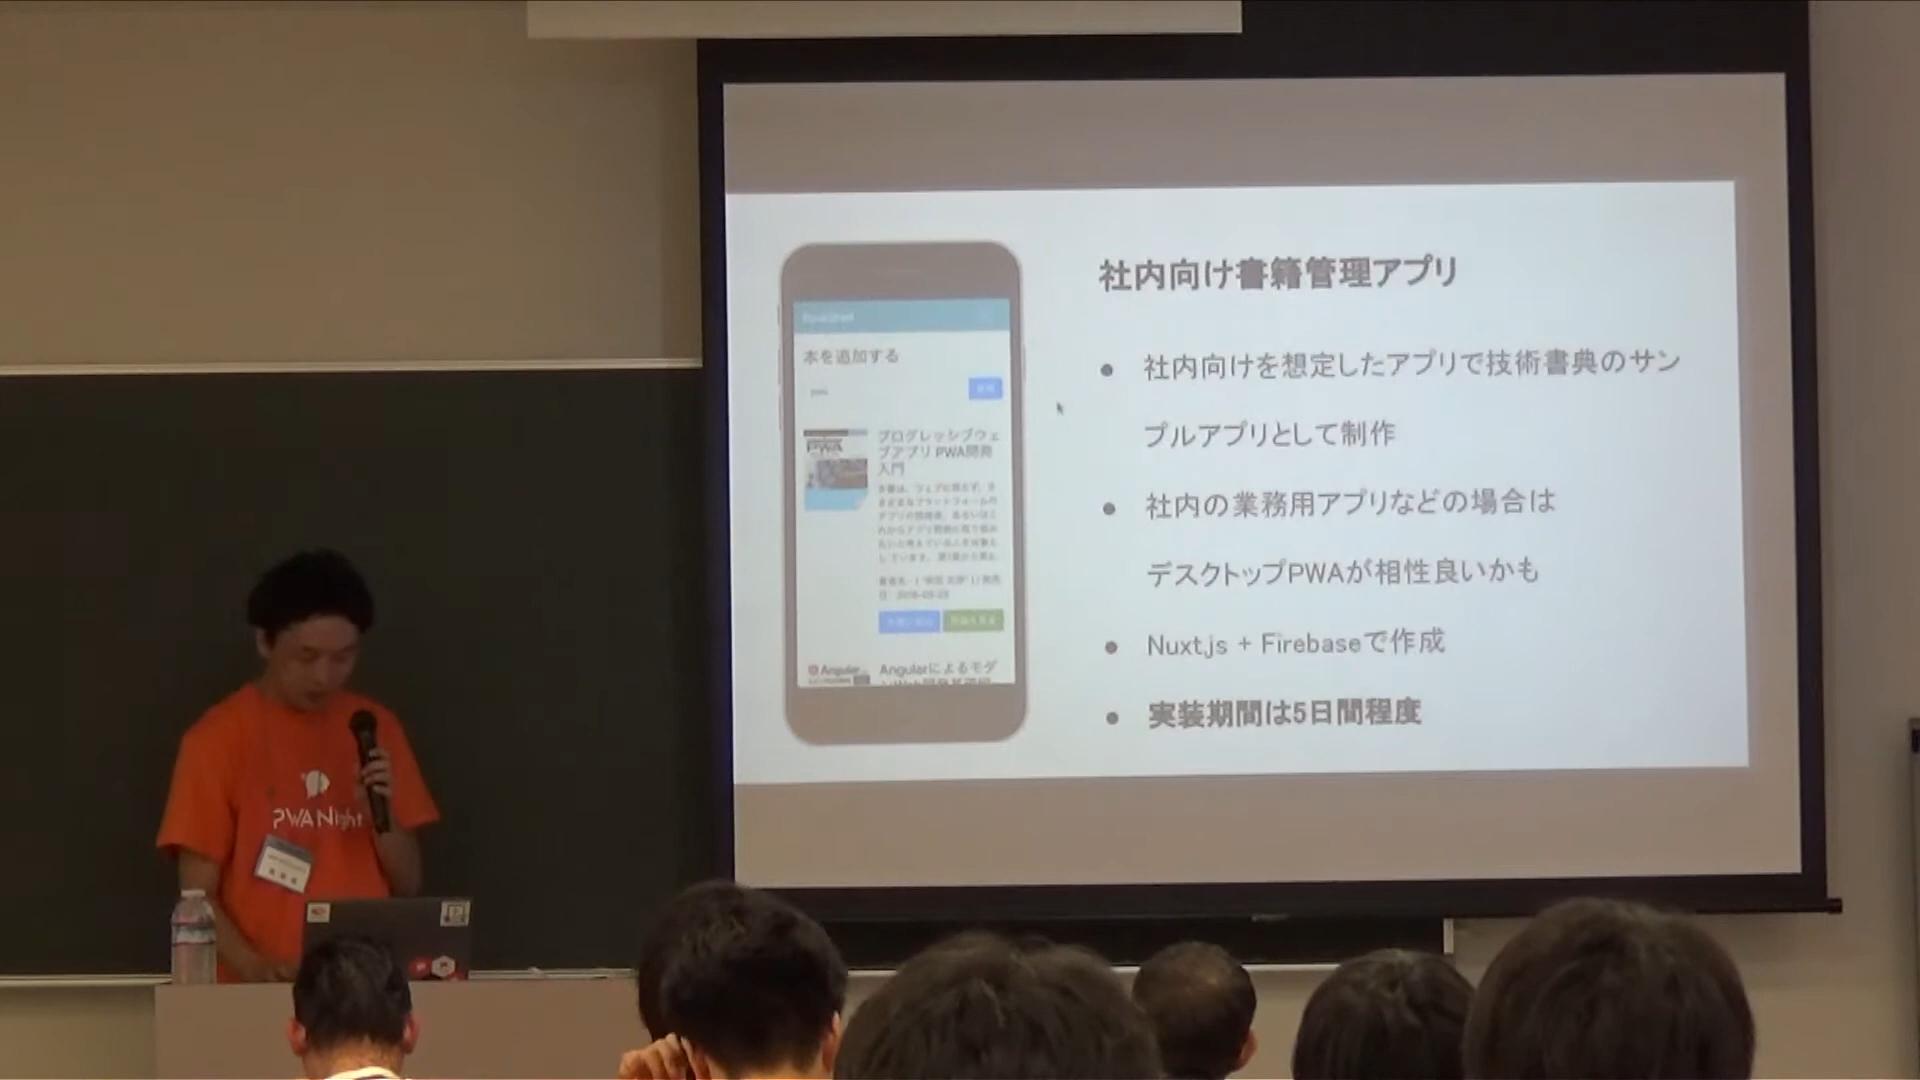 社内向け書籍管理アプリ
社内向けを想定したアプリで技術書典のサン
プルアプリとして制作
社内の業務用アプリなどの場合は
デスクトップPWAが相性良いかも
Nuxt.js + Firebaseで作成
実装期間は5日間程度
本を追加する
PWA
プログレッシブウェ
ブアプリ PWA開発
入門
Angular
Angularによるモダ
PWA Night